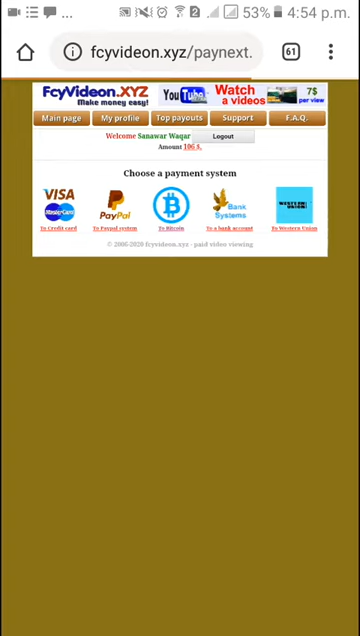 53% 4:54 p.m.
fcyvideon.xyz/paynext. 61
FcyVideon.XYZ
Make money easy!
YouTube Watch a videos 7$ per view
Main page My profile Top payouts Support F.A.Q.
Welcome Sanawar Waqar Logout
Amount 106 $.
Choose a payment system
VISA MasterCard PayPal Bank Systems WESTERN UNION
To Credit card To Paypal system To Bitcoin To a bank account To Western Union
© 2006-2020 fcyvideon.xyz - paid video viewing